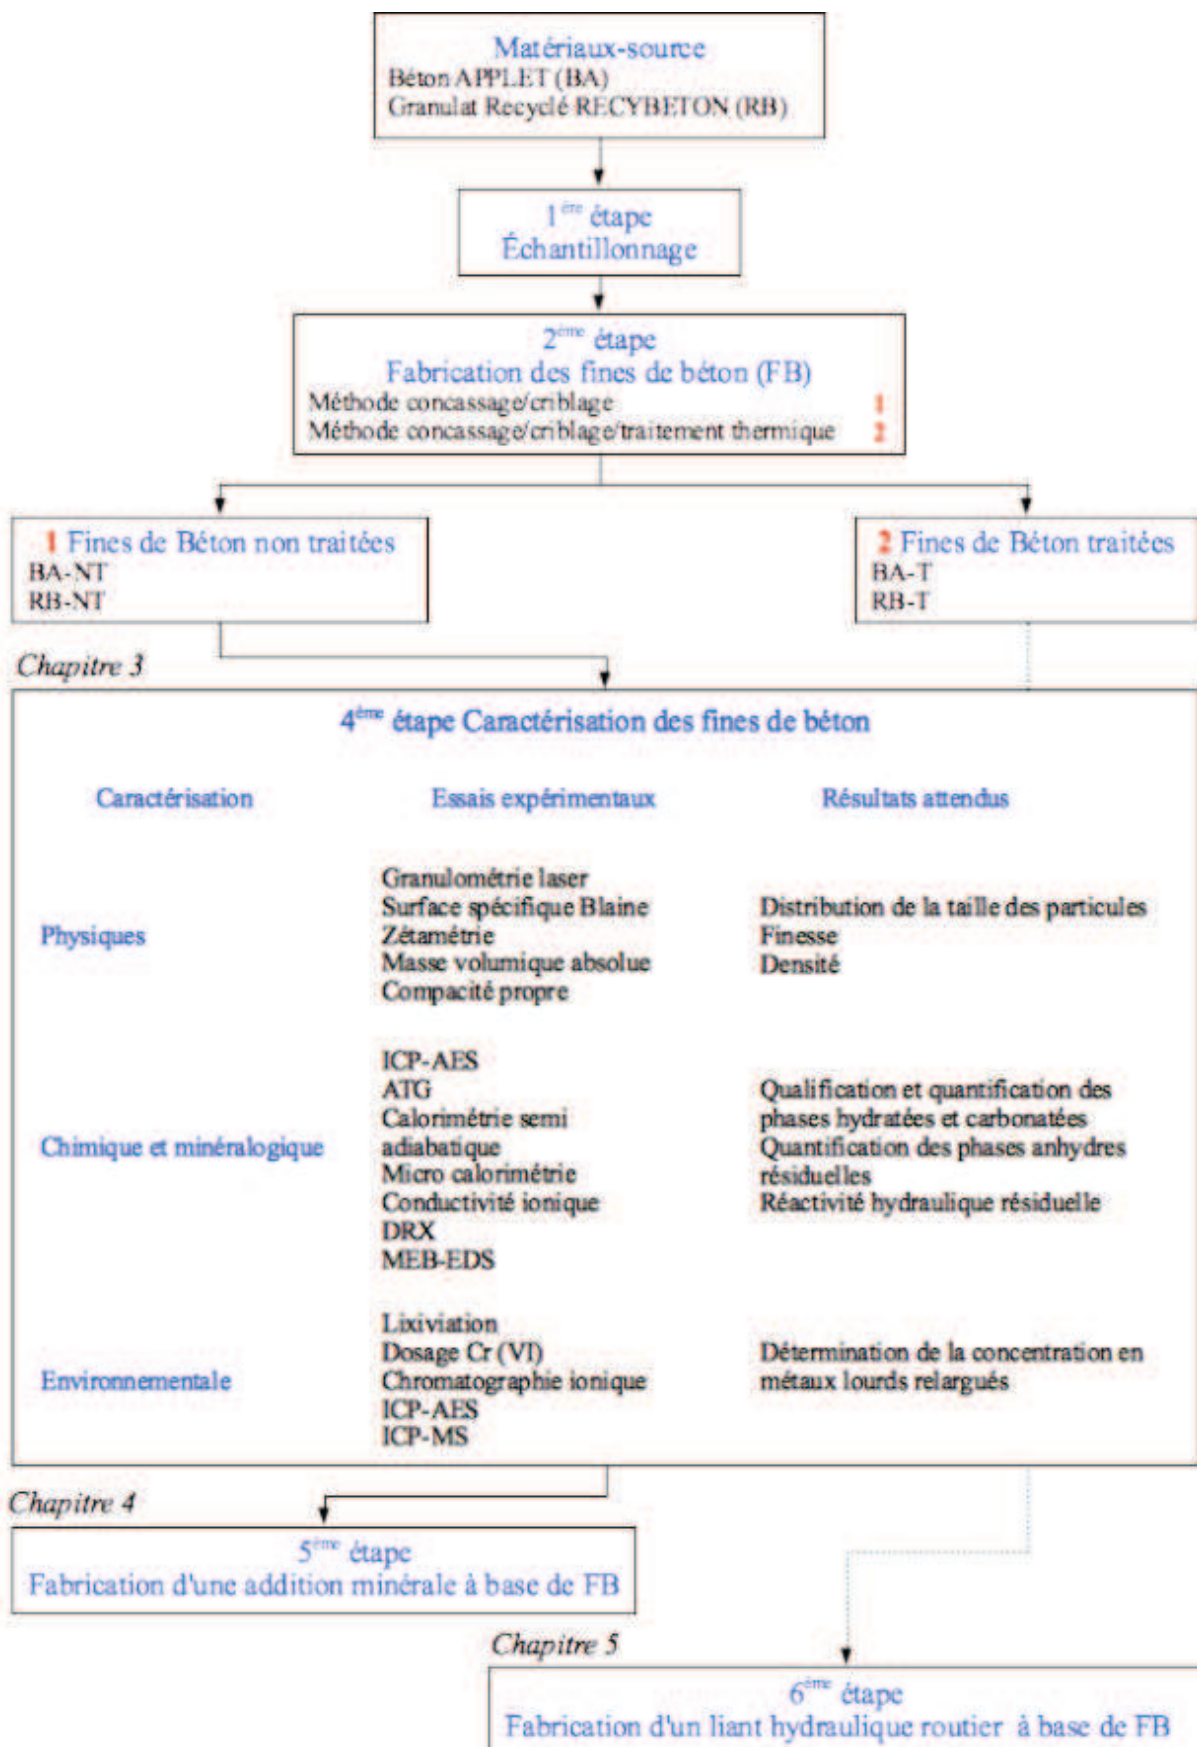 Matériaux-source
Béton APPLET (BA)
Granulat Recyclé RECYBETON (RB)
1ère étape
Échantillonnage
2ème étape
Fabrication des fines de béton (FB)
Méthode concassage/criblage 1
Méthode concassage/criblage/traitement thermique 2
1 Fines de Béton non traitées
BA-NT
RB-NT
2 Fines de Béton traitées
BA-T
RB-T
Chapitre 3
4ème étape Caractérisation des fines de béton
Caractérisation Essais expérimentaux Résultats attendus
Physiques
Granulométrie laser
Surface spécifique Blaine
Zétamétrie
Masse volumique absolue
Compacité propre
Distribution de la taille des particules
Finesse
Densité
Chimique et minéralogique
ICP-AES
ATG
Calorimétrie semi
adiabatique
Micro calorimétrie
Conductivité ionique
DRX
MEB-EDS
Qualification et quantification des
phases hydratées et carbonatées
Quantification des phases anhydres
résiduelles
Réactivité hydraulique résiduelle
Environnementale
Lixiviation
Dosage Cr (VI)
Chromatographie ionique
ICP-AES
ICP-MS
Détermination de la concentration en
métaux lourds relargués
Chapitre 4
5ème étape
Fabrication d'une addition minérale à base de FB
Chapitre 5
6ème étape
Fabrication d'un liant hydraulique routier à base de FB